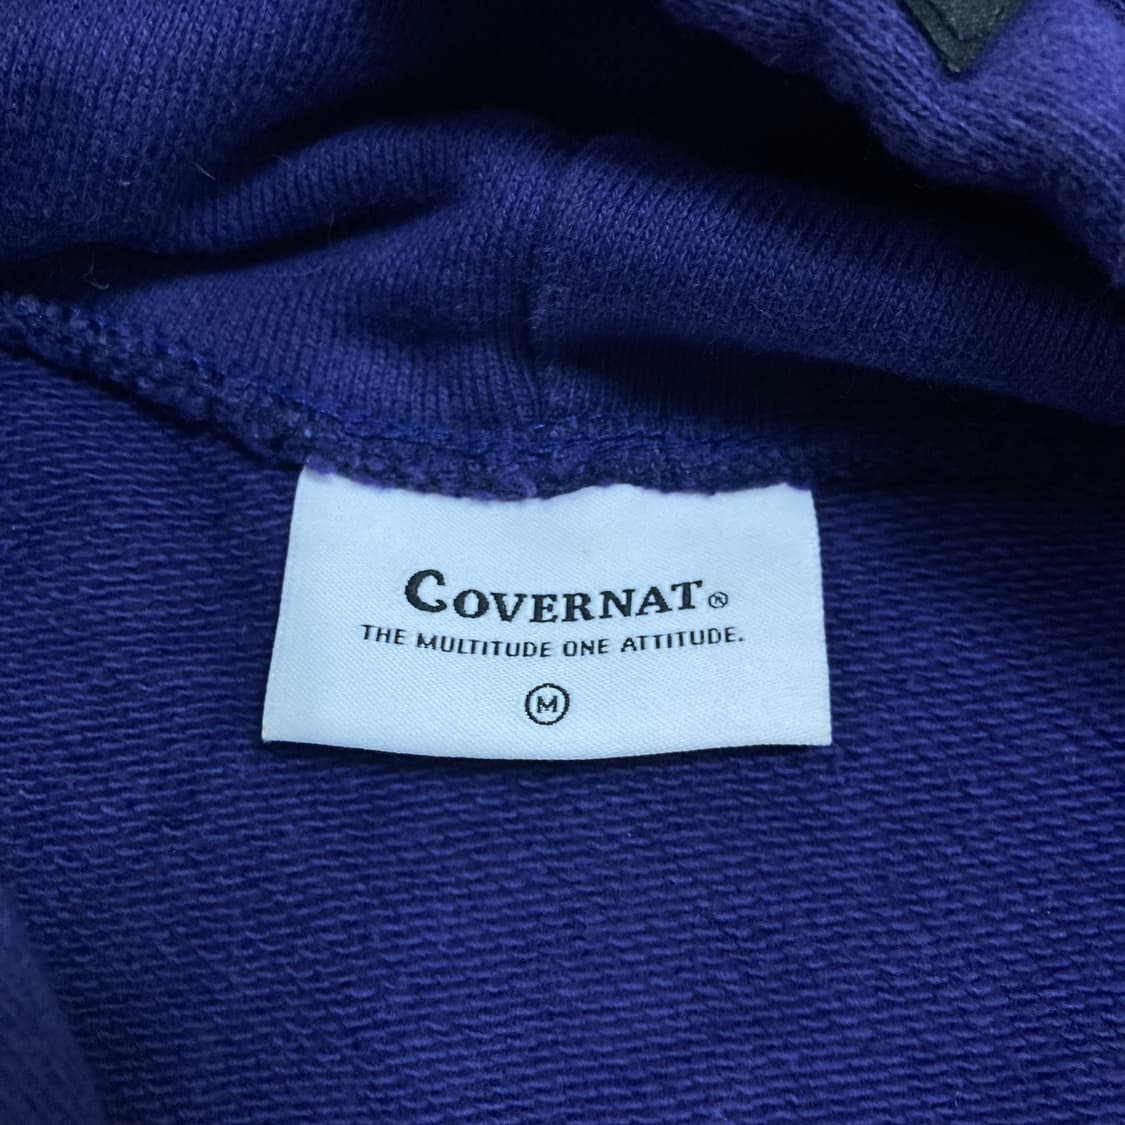 COVERNAT®
THE MULTITUDE ONE ATTITUDE.
M